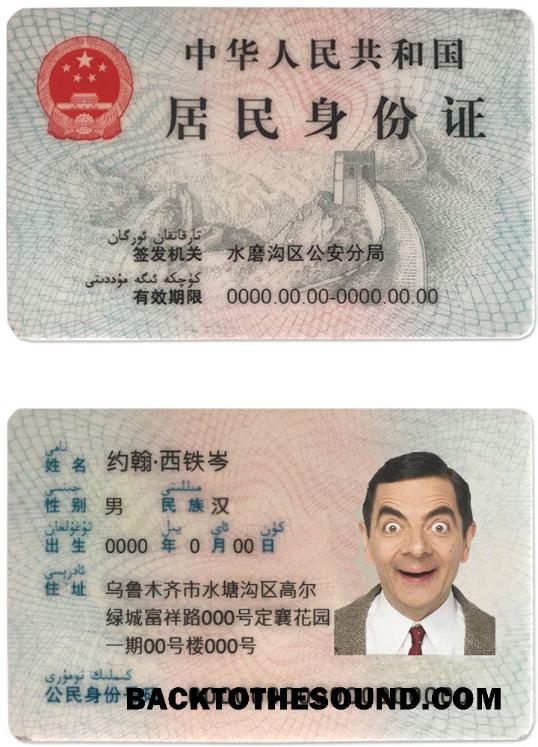 中华人民共和国
居民身份证
تارقاتقان ئورگان
签发机关 水磨沟区公安分局
كۈچكە ئىگە مۇددىتى
有效期限 0000.00.00-0000.00.00
نامى
姓名 约翰·西铁岑
جىنسى مىللىتى
性别 男 民族 汉
تۇغۇلغان يىل ئاي كۈن
出生 0000 年 0 月 00 日
ئادرېسى
住址 乌鲁木齐市水塘沟区高尔
绿城富祥路000号定襄花园
一期00号楼000号
كىملىك نومۇرى
公民身份
BACKTOTHESOUND.COM